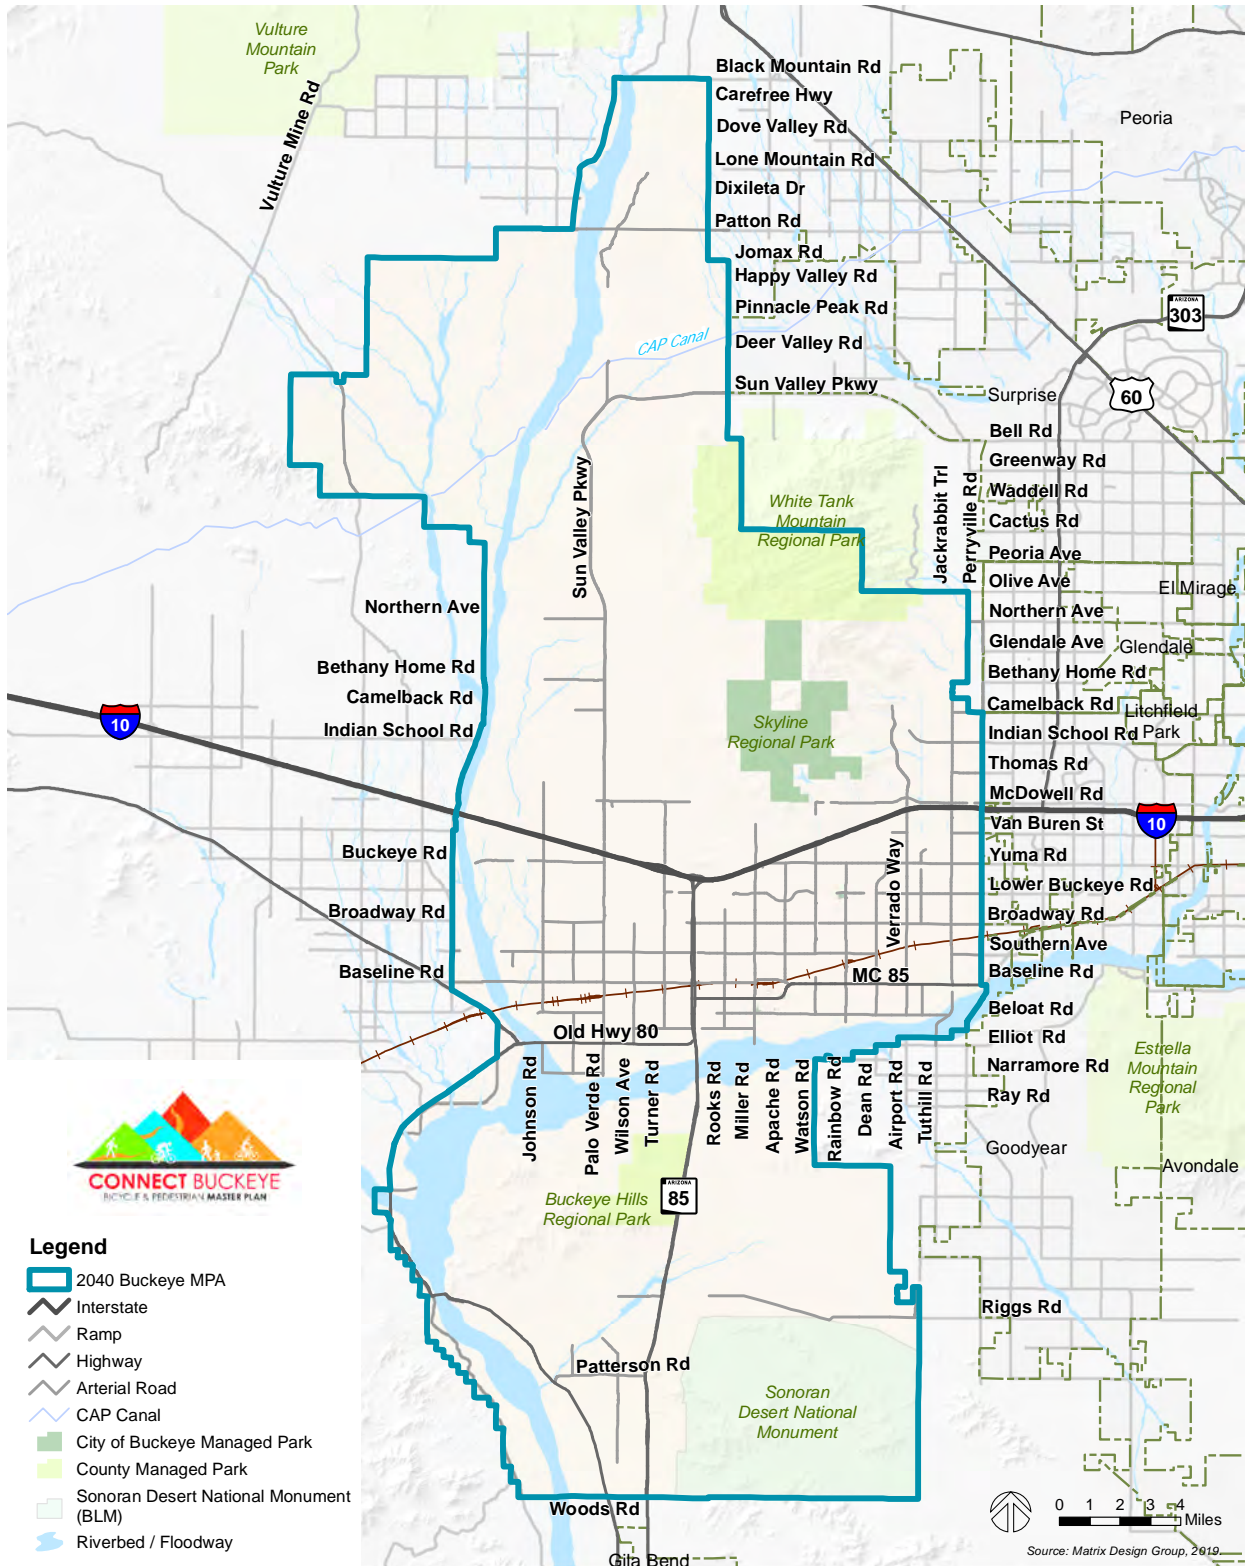 Vulture
Mountain
Park
Vulture Mine Rd
Black Mountain Rd
Carefree Hwy
Dove Valley Rd
Lone Mountain Rd
Dixileta Dr
Patton Rd
Jomax Rd
Happy Valley Rd
Pinnacle Peak Rd
Deer Valley Rd
Sun Valley Pkwy
Peoria
ARIZONA
303
60
CAP Canal
Surprise
Bell Rd
Greenway Rd
Waddell Rd
Cactus Rd
Peoria Ave
Olive Ave
Northern Ave
Glendale Ave
Bethany Home Rd
Camelback Rd
Indian School Rd
Thomas Rd
McDowell Rd
Van Buren St
Yuma Rd
Lower Buckeye Rd
Broadway Rd
Southern Ave
Baseline Rd
Beloat Rd
Elliot Rd
Narramore Rd
Ray Rd
El Mirage
Glendale
Litchfield
Park
10
Sun Valley Pkwy
White Tank
Mountain
Regional Park
Jackrabbit Trl
Perryville Rd
Northern Ave
Bethany Home Rd
Camelback Rd
Indian School Rd
10
Skyline
Regional Park
Buckeye Rd
Broadway Rd
Baseline Rd
Verrado Way
MC 85
Old Hwy 80
Johnson Rd
Palo Verde Rd
Wilson Ave
Turner Rd
Rooks Rd
Miller Rd
Apache Rd
Watson Rd
Rainbow Rd
Dean Rd
Airport Rd
Tuthill Rd
Estrella
Mountain
Regional
Park
Goodyear
Avondale
Buckeye Hills
Regional Park
ARIZONA
85
Riggs Rd
Patterson Rd
Sonoran
Desert National
Monument
Woods Rd
Gila Bend
CONNECT BUCKEYE
BICYCLE & PEDESTRIAN MASTER PLAN
Legend
2040 Buckeye MPA
Interstate
Ramp
Highway
Arterial Road
CAP Canal
City of Buckeye Managed Park
County Managed Park
Sonoran Desert National Monument
(BLM)
Riverbed / Floodway
0 1 2 3 4
Miles
Source: Matrix Design Group, 2019.